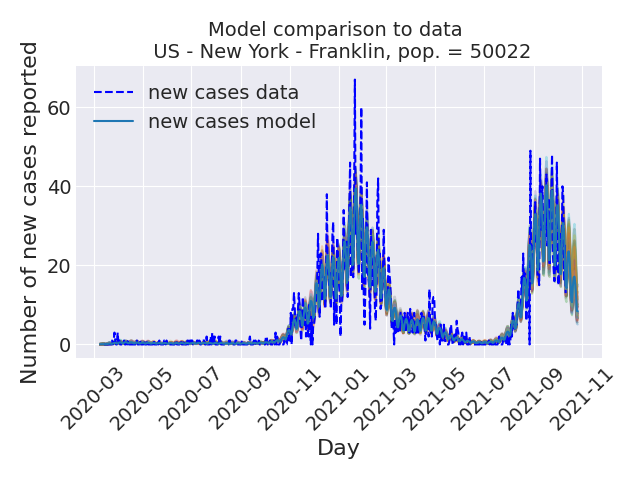 Model comparison to data
US - New York - Franklin, pop. = 50022
Number of new cases reported
60
40
20
0
new cases data
new cases model
2020-03
2020-05
2020-07
2020-09
2020-11
2021-01
2021-03
2021-05
2021-07
2021-09
2021-11
Day